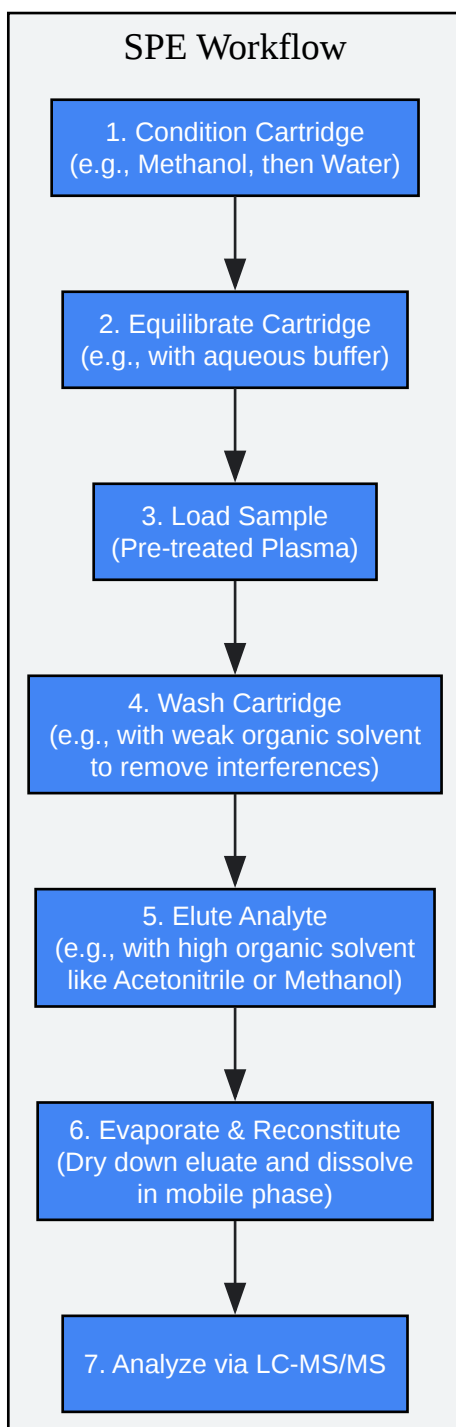 SPE Workflow
1. Condition Cartridge
(e.g., Methanol, then Water)
2. Equilibrate Cartridge
(e.g., with aqueous buffer)
3. Load Sample
(Pre-treated Plasma)
4. Wash Cartridge
(e.g., with weak organic solvent
to remove interferences)
5. Elute Analyte
(e.g., with high organic solvent
like Acetonitrile or Methanol)
6. Evaporate & Reconstitute
(Dry down eluate and dissolve
in mobile phase)
7. Analyze via LC-MS/MS